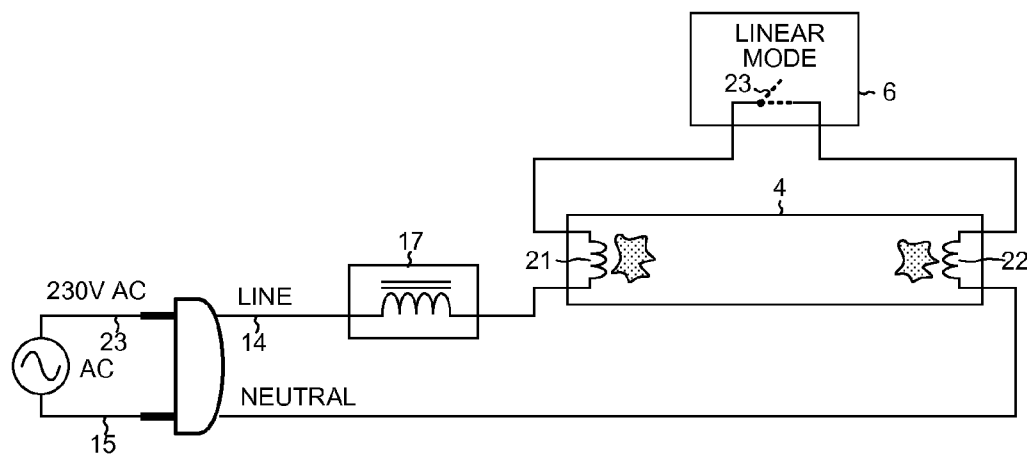 LINEAR
MODE
23
6
4
17
21
22
230V AC
LINE
23
14
AC
NEUTRAL
15